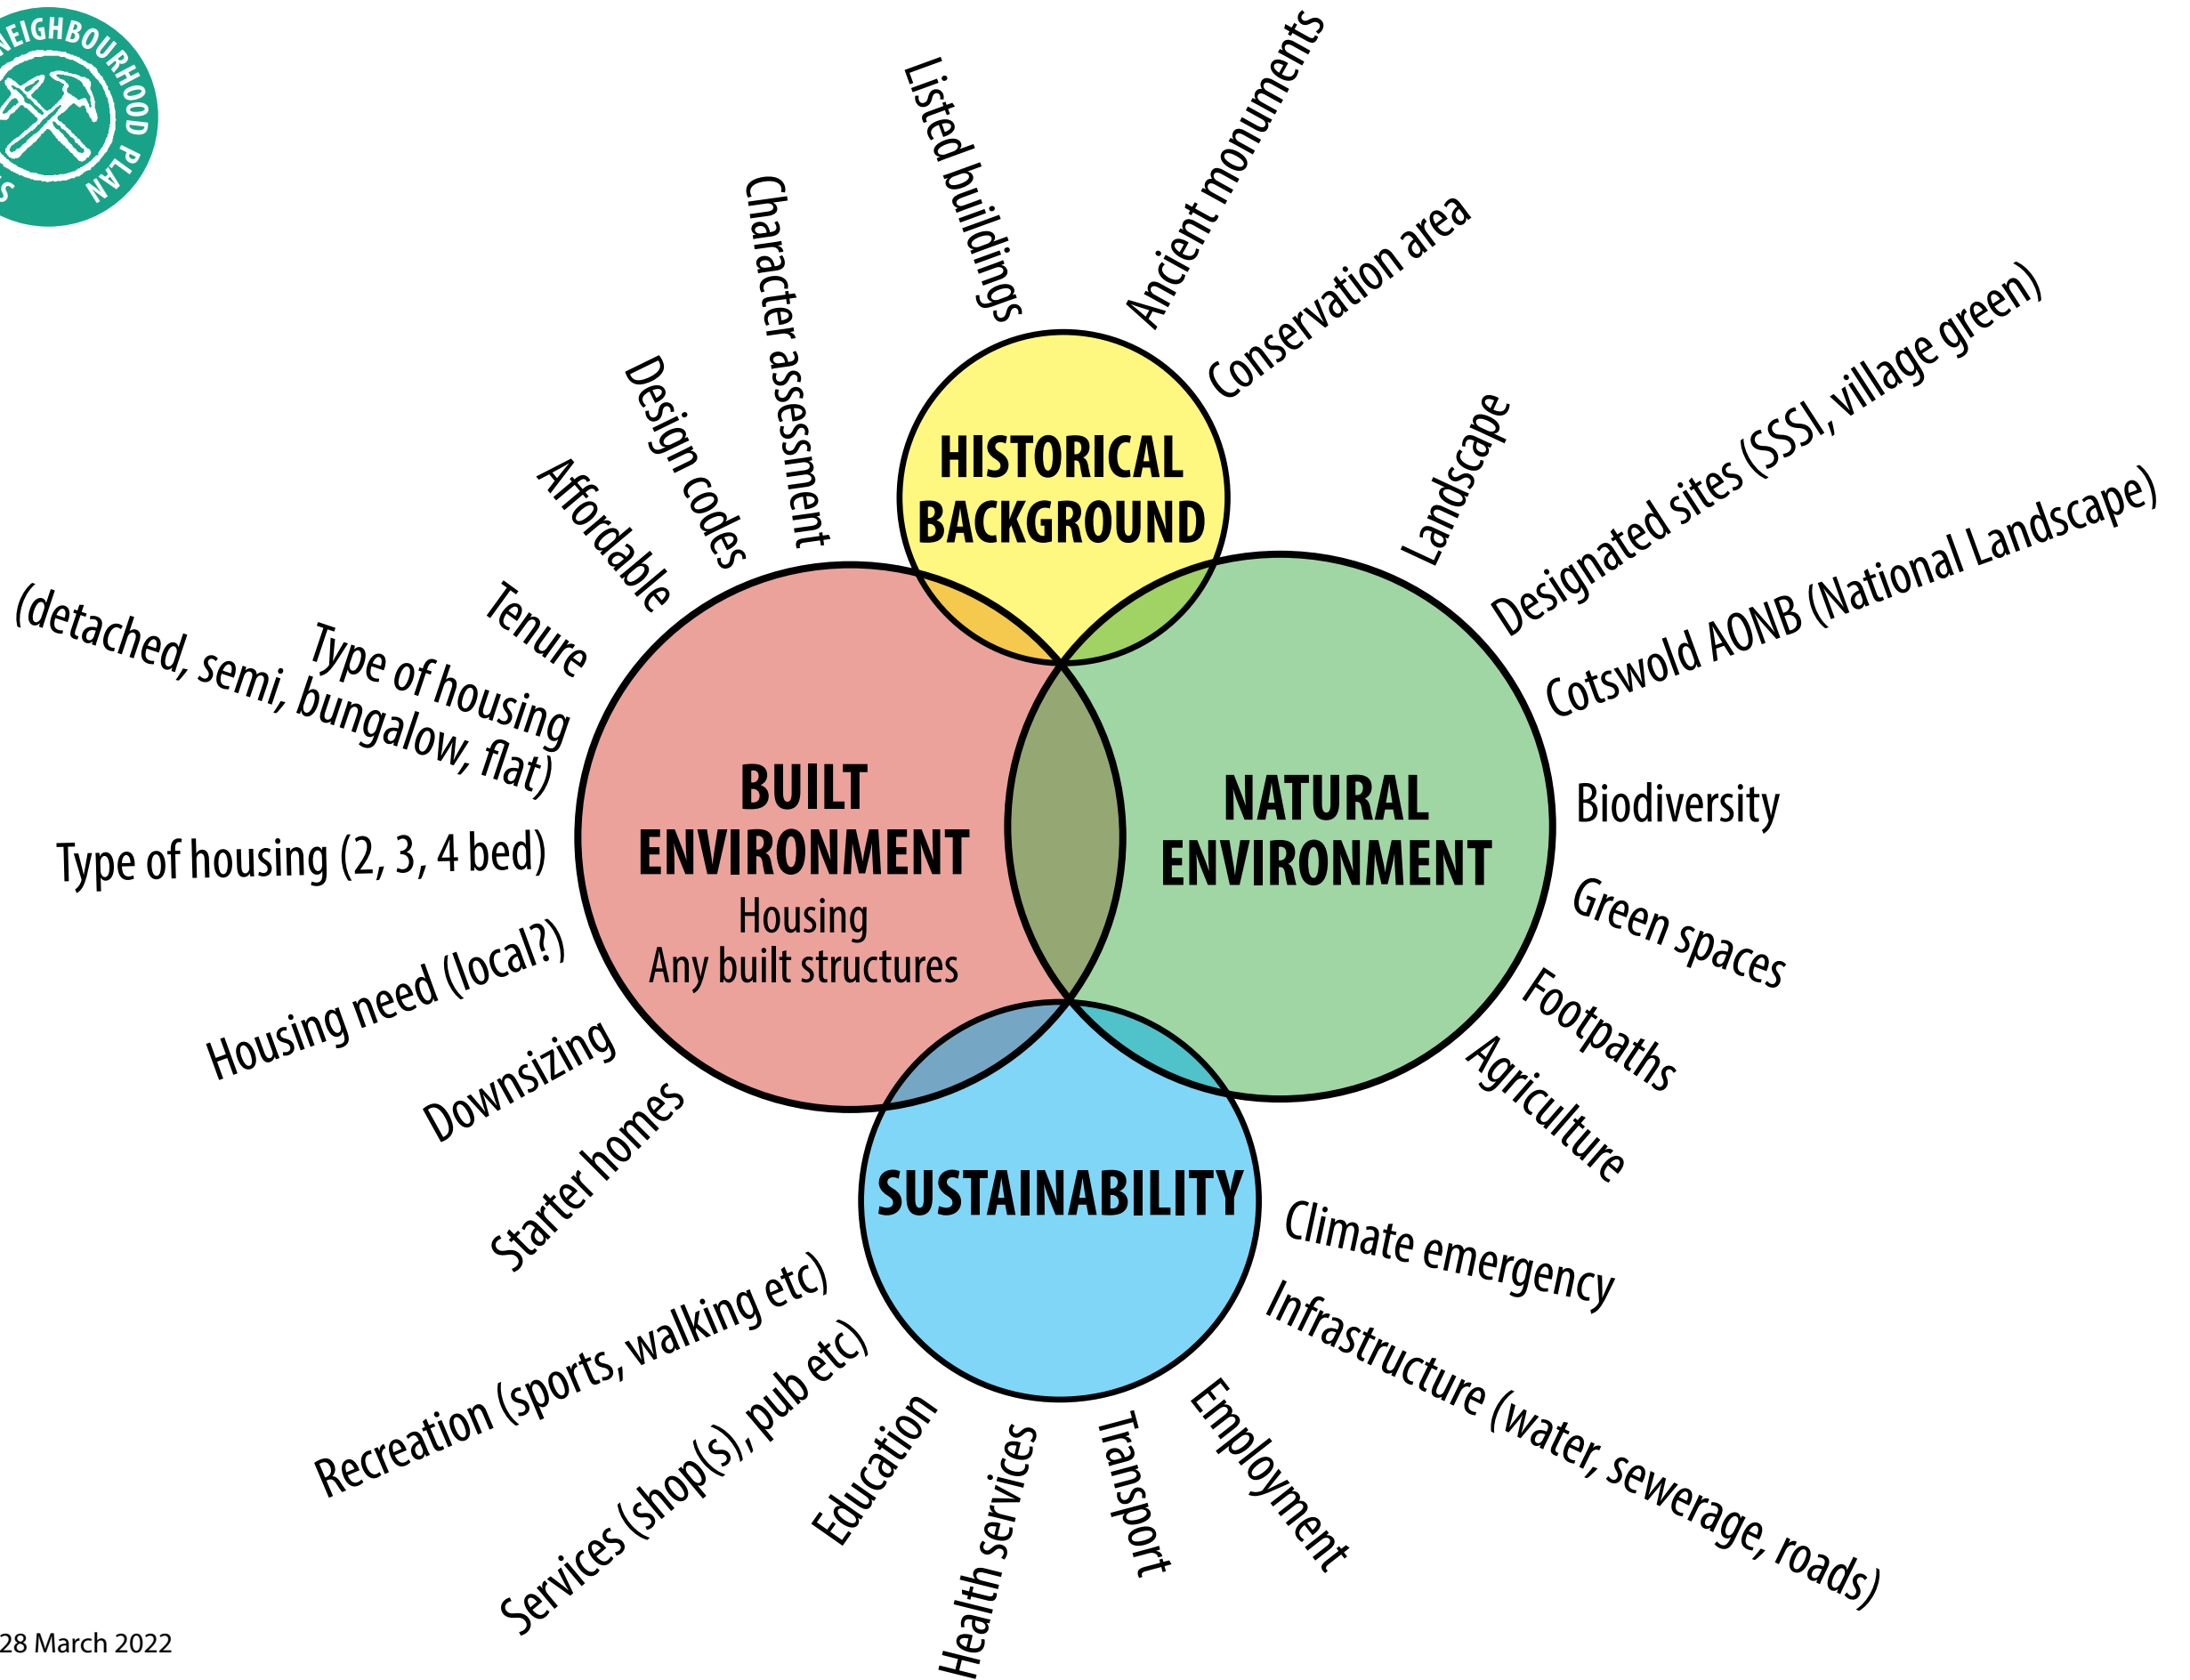 NEIGHBOURHOOD PLAN
Listed buildings
Ancient monuments
Conservation area
Character assessment
Design codes
Affordable
Tenure
Type of housing
(detached, semi, bungalow, flat)
Type of housing (2, 3, 4 bed)
Housing need (local?)
Downsizing
Starter homes
HISTORICAL
BACKGROUND
BUILT
ENVIRONMENT
Housing
Any built structures
NATURAL
ENVIRONMENT
Landscape
Designated sites (SSSI, village green)
Cotswold AONB (National Landscape)
Biodiversity
Green spaces
Footpaths
Agriculture
SUSTAINABILITY
Climate emergency
Infrastructure (water, sewerage, roads)
Employment
Transport
Health services
Education
Services (shop(s), pub etc)
Recreation (sports, walking etc)
28 March 2022